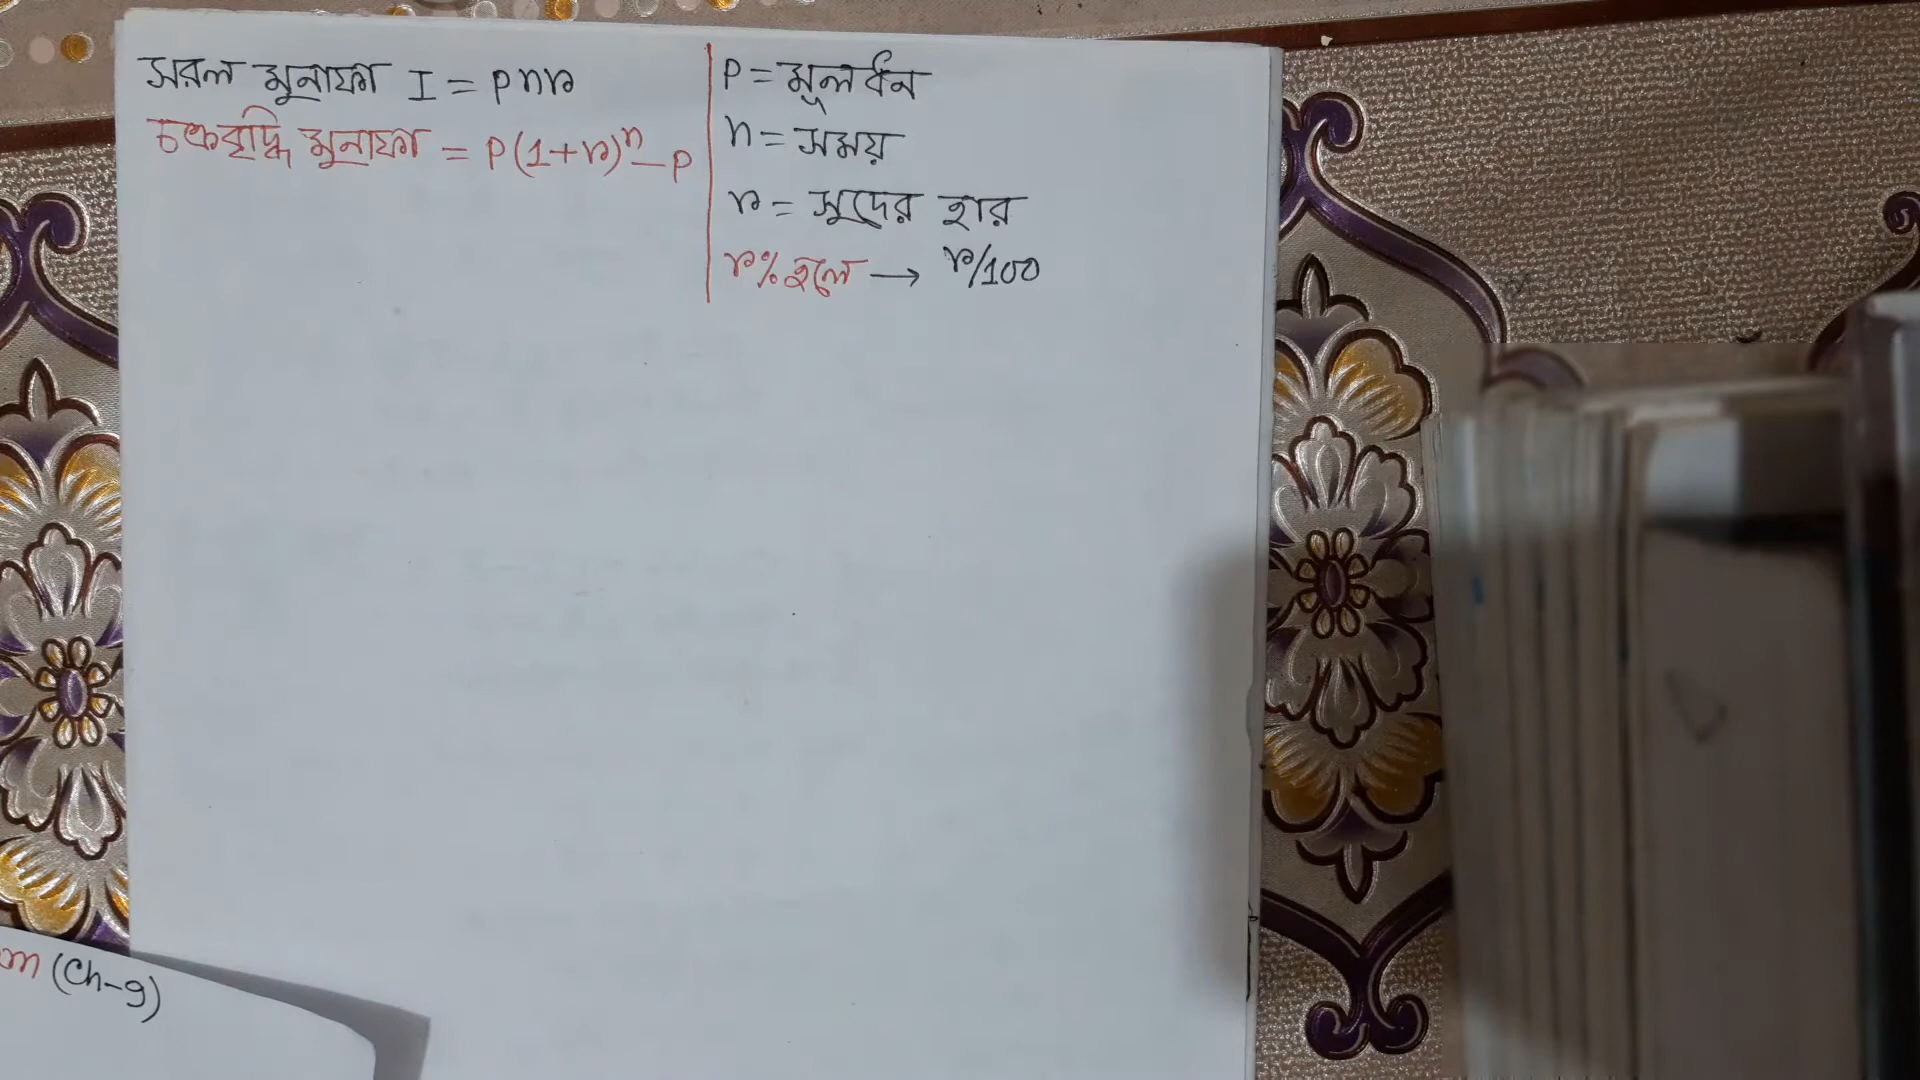 সরল মুনাফা I = pnr
চক্রবৃদ্ধি মুনাফা = p(1+r)^n - p
p = মূলধন
n = সময়
r = সুদের হার
r% হলে → r/100
m (Ch-9)